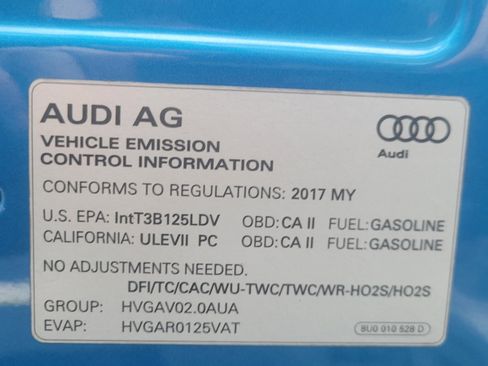 AUDI AG
Audi
VEHICLE EMISSION
CONTROL INFORMATION
CONFORMS TO REGULATIONS: 2017 MY
U.S. EPA: IntT3B125LDV OBD: CA II FUEL: GASOLINE
CALIFORNIA: ULEVII PC OBD: CA II FUEL: GASOLINE
NO ADJUSTMENTS NEEDED.
DFI/TC/CAC/WU-TWC/TWC/WR-HO2S/HO2S
GROUP: HVGAV02.0AUA
EVAP: HVGAR0125VAT
8U0 010 528 D